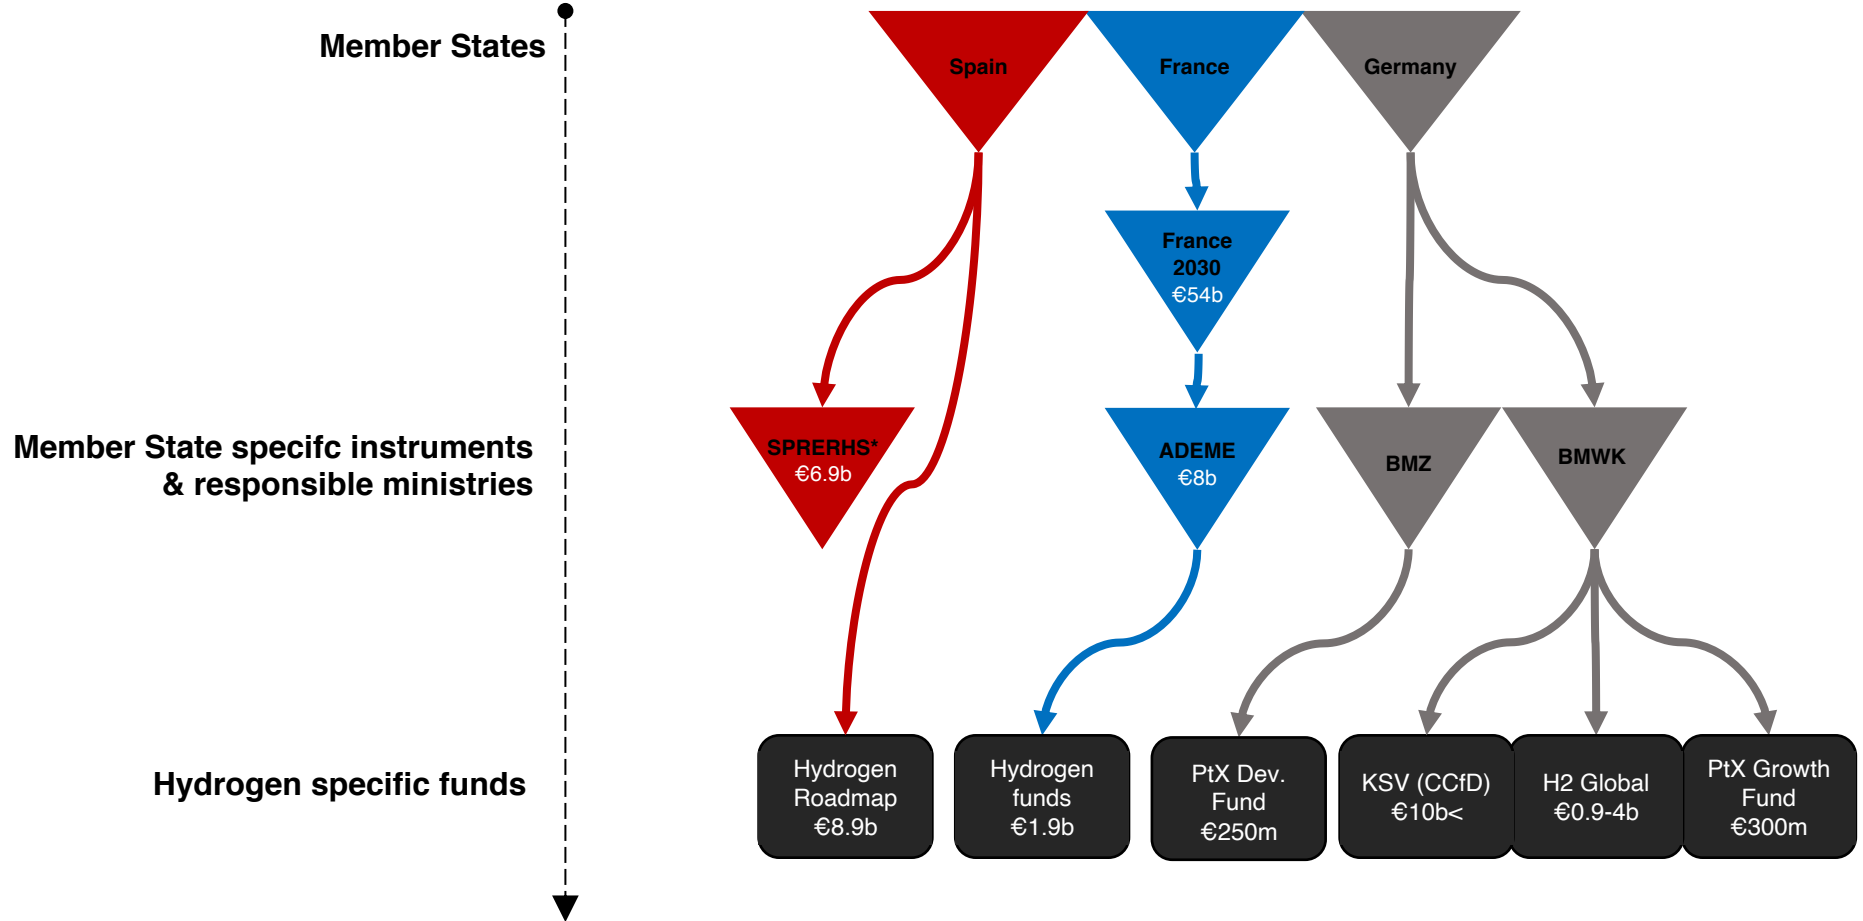 Member States
Spain
France
Germany
France
2030
€54b
Member State specifc instruments
& responsible ministries
SPRERHS*
€6.9b
ADEME
€8b
BMZ
BMWK
Hydrogen specific funds
Hydrogen
Roadmap
€8.9b
Hydrogen
funds
€1.9b
PtX Dev.
Fund
€250m
KSV (CCfD)
€10b<
H2 Global
€0.9-4b
PtX Growth
Fund
€300m